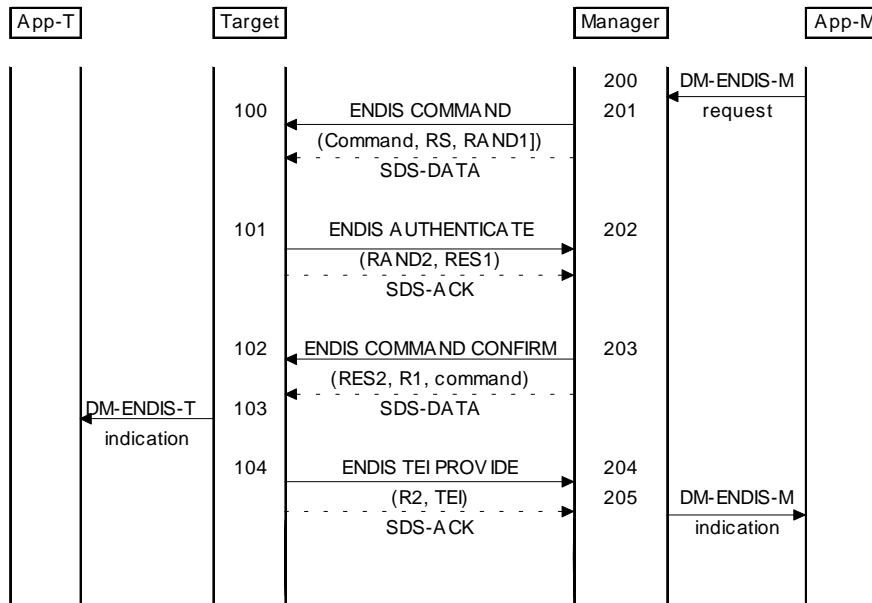 App-T Target Manager App-M
200 DM-ENDIS-M
100 ENDIS COMMAND 201 request
(Command, RS, RAND1])
SDS-DATA
101 ENDIS AUTHENTICATE 202
(RAND2, RES1)
SDS-ACK
102 ENDIS COMMAND CONFIRM 203
(RES2, R1, command)
DM-ENDIS-T 103 SDS-DATA
indication
104 ENDIS TEI PROVIDE 204
(R2, TEI) 205 DM-ENDIS-M
SDS-ACK indication